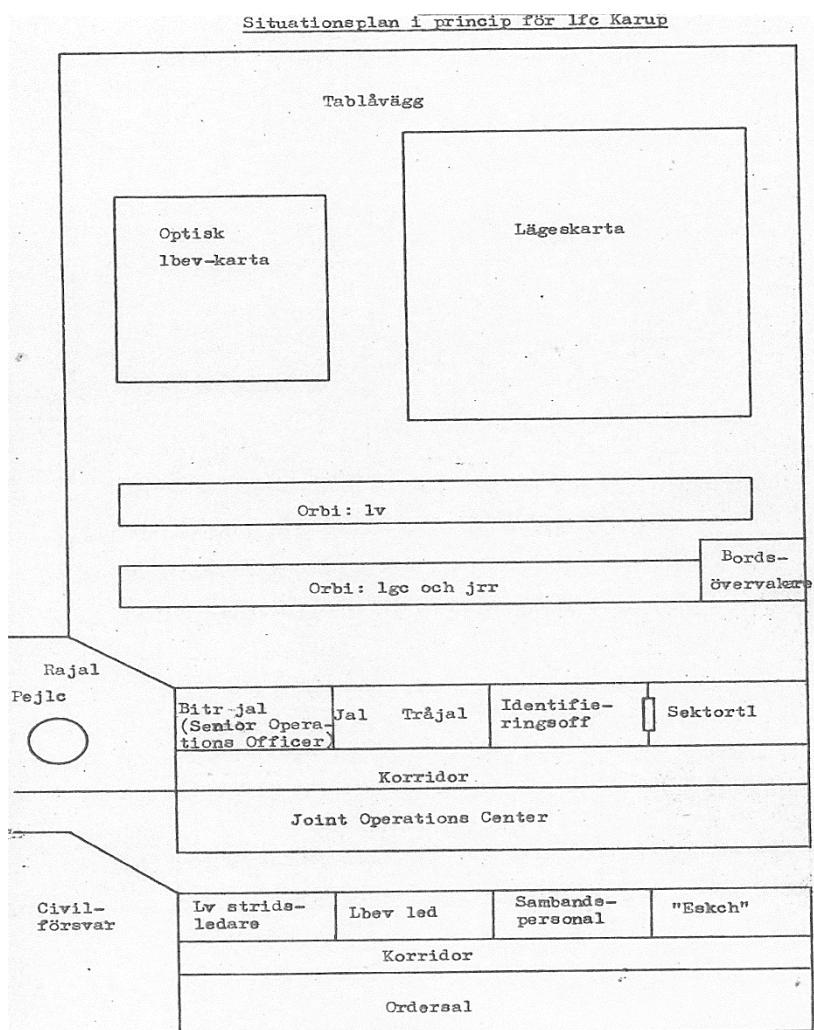 Situationsplan i princip för lfc Karup
Tablåvägg
Optisk
lbev-karta
Lägeskarta
Orbi: lv
Orbi: lgc och jrr
Bords-
övervakare
Rajal
Pejlc
Bitr jal
(Senior Opera-
tions Officer)
Jal Tråjal
Identifie-
ringsoff
Sektortl
Korridor
Joint Operations Center
Civil-
försvar
Lv strids-
ledare
Lbev led
Sambands-
personal
"Eskch"
Korridor
Ordersal